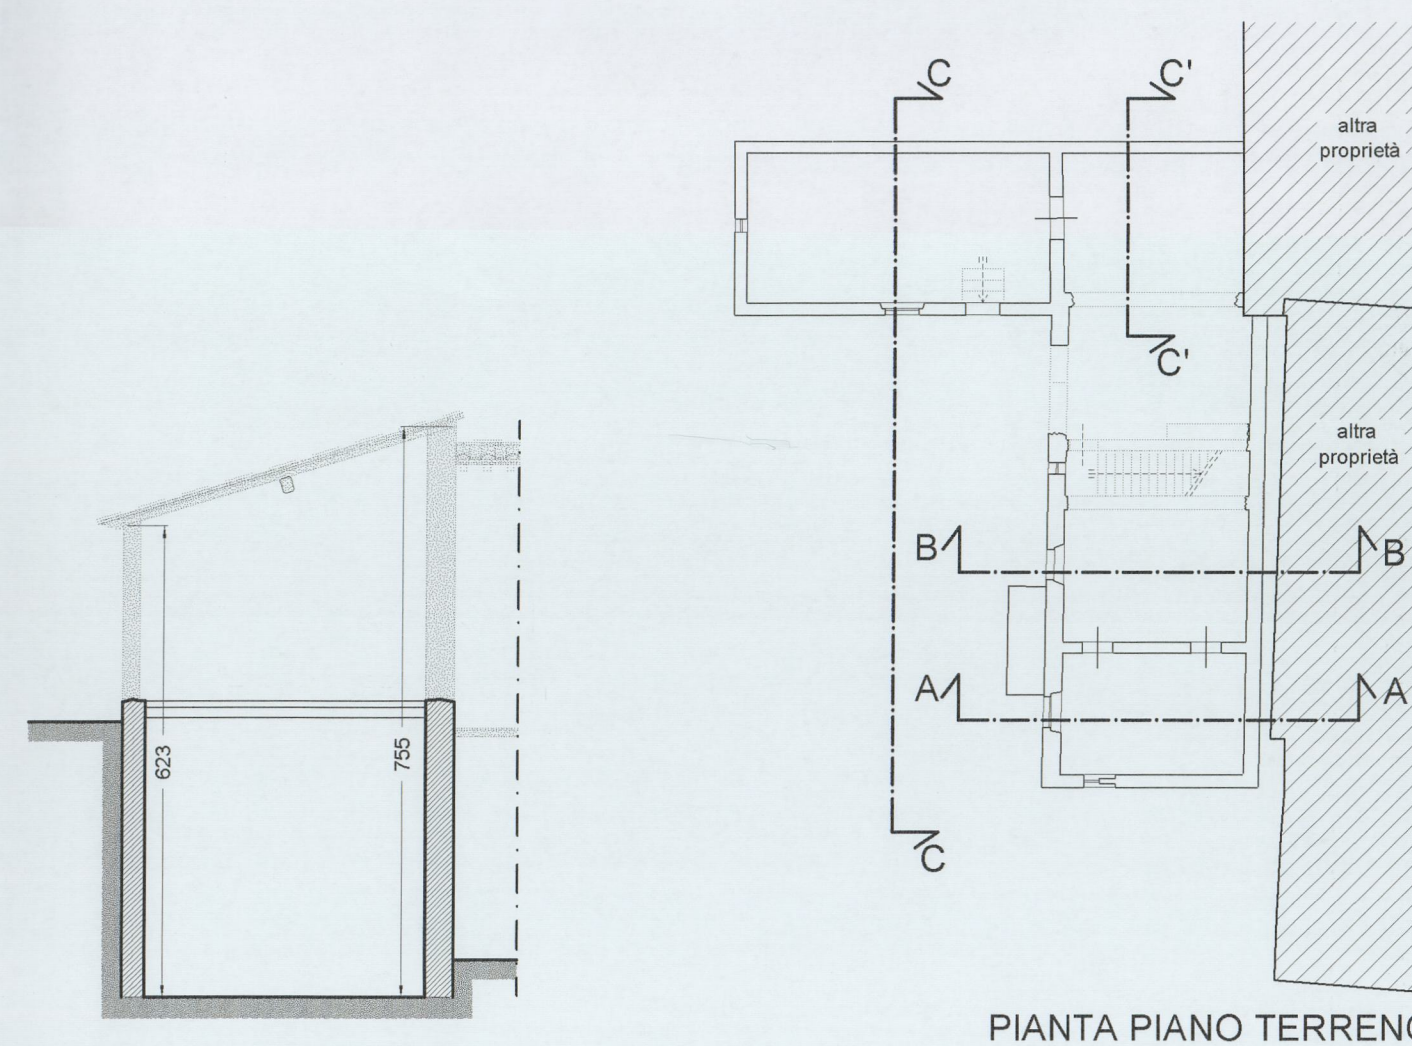 C
C'
altra
proprietà
C'
altra
proprietà
B
B
A
A
623
755
C
PIANTA PIANO TERRENO